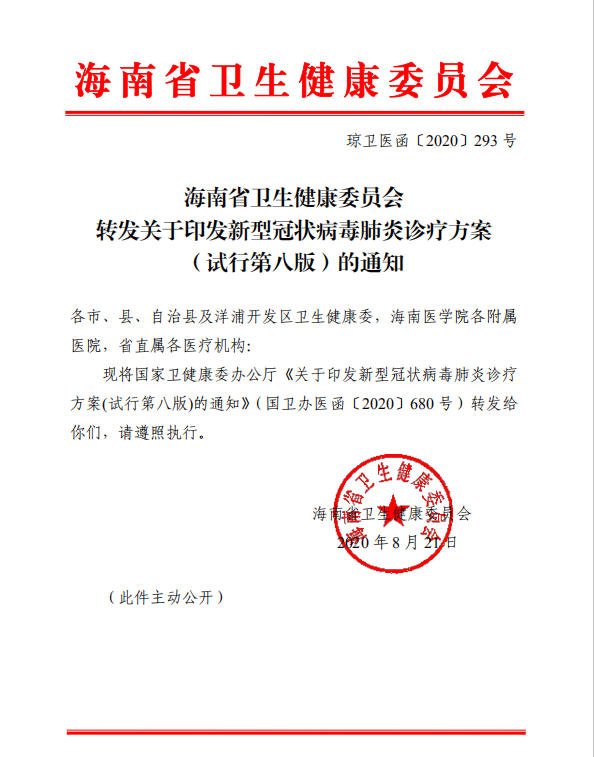 海南省卫生健康委员会
琼卫医函〔2020〕293 号
海南省卫生健康委员会
转发关于印发新型冠状病毒肺炎诊疗方案
（试行第八版）的通知
各市、县、自治县及洋浦开发区卫生健康委，海南医学院各附属
医院，省直属各医疗机构：
现将国家卫健康委办公厅《关于印发新型冠状病毒肺炎诊疗
方案(试行第八版)的通知》（国卫办医函〔2020〕680 号）转发给
你们，请遵照执行。
海南省卫生健康委员会
海南省卫生健康委员会
2020 年 8 月 21 日
（此件主动公开）